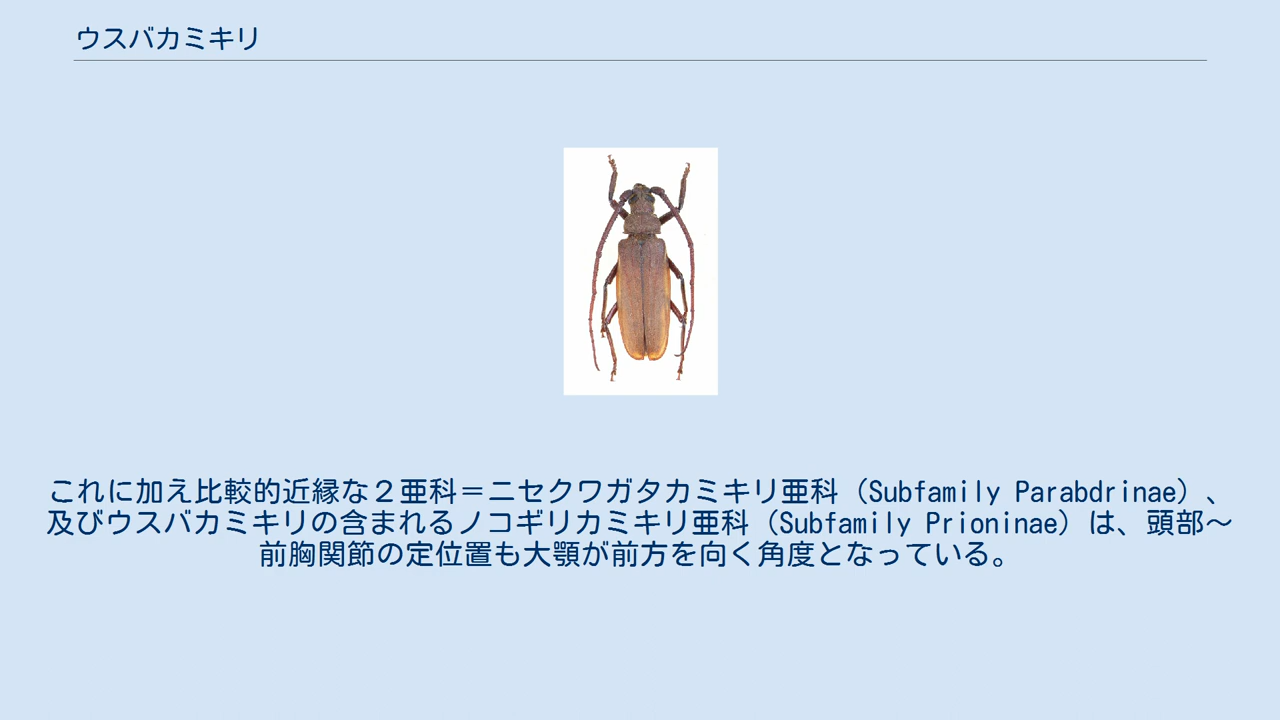 ウスバカミキリ
これに加え比較的近縁な２亜科＝ニセクワガタカミキリ亜科（Subfamily Parabdrinae）、
及びウスバカミキリの含まれるノコギリカミキリ亜科（Subfamily Prioninae）は、頭部～
前胸関節の定位置も大顎が前方を向く角度となっている。